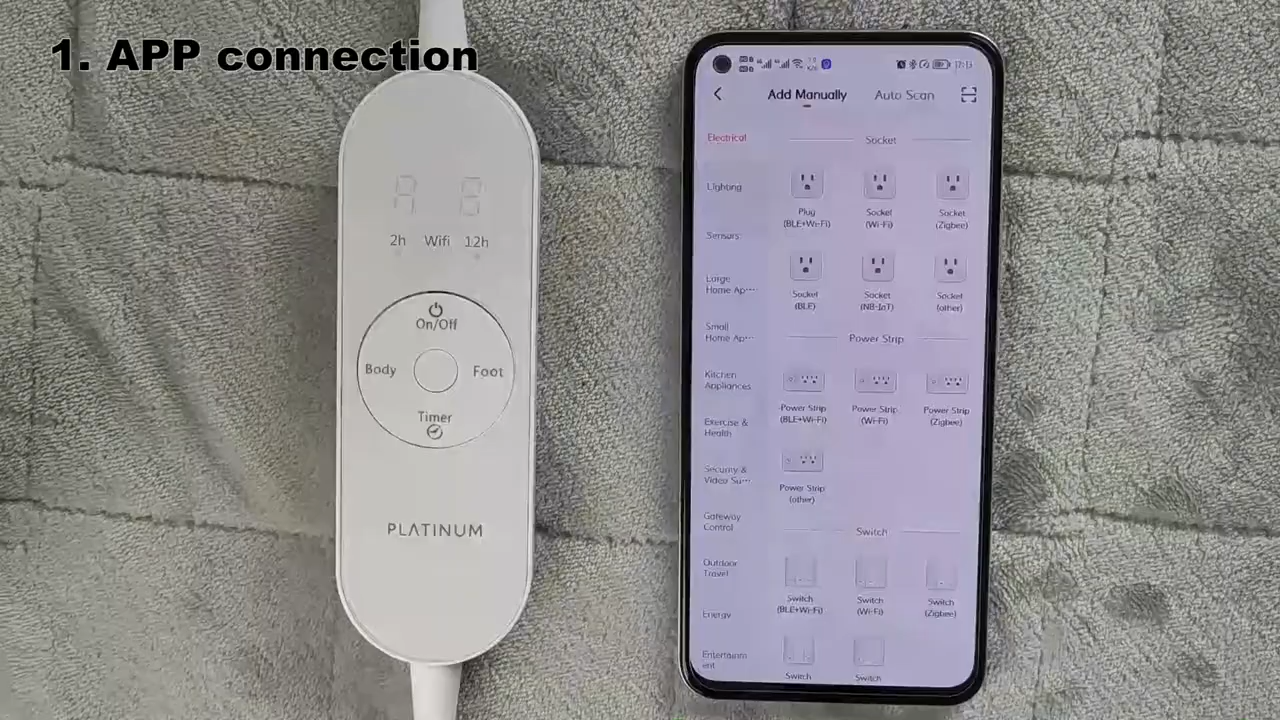 1. APP connection
2h Wifi 12h
On/Off
Body
Foot
Timer
PLATINUM
Add Manually
Auto Scan
Electrical
Lighting
Sensors
Large
Home Ap...
Small
Home Ap...
Kitchen
Appliances
Exercise &
Health
Security &
Video Su...
Gateway
Control
Outdoor
Travel
Energy
Entertainm
ent
Socket
Plug
(BLE+Wi-Fi)
Socket
(Wi-Fi)
Socket
(Zigbee)
Socket
(BLE)
Socket
(NB-IoT)
Socket
(other)
Power Strip
Power Strip
(BLE+Wi-Fi)
Power Strip
(Wi-Fi)
Power Strip
(Zigbee)
Power Strip
(other)
Switch
Switch
(BLE+Wi-Fi)
Switch
(Wi-Fi)
Switch
(Zigbee)
Switch
Switch